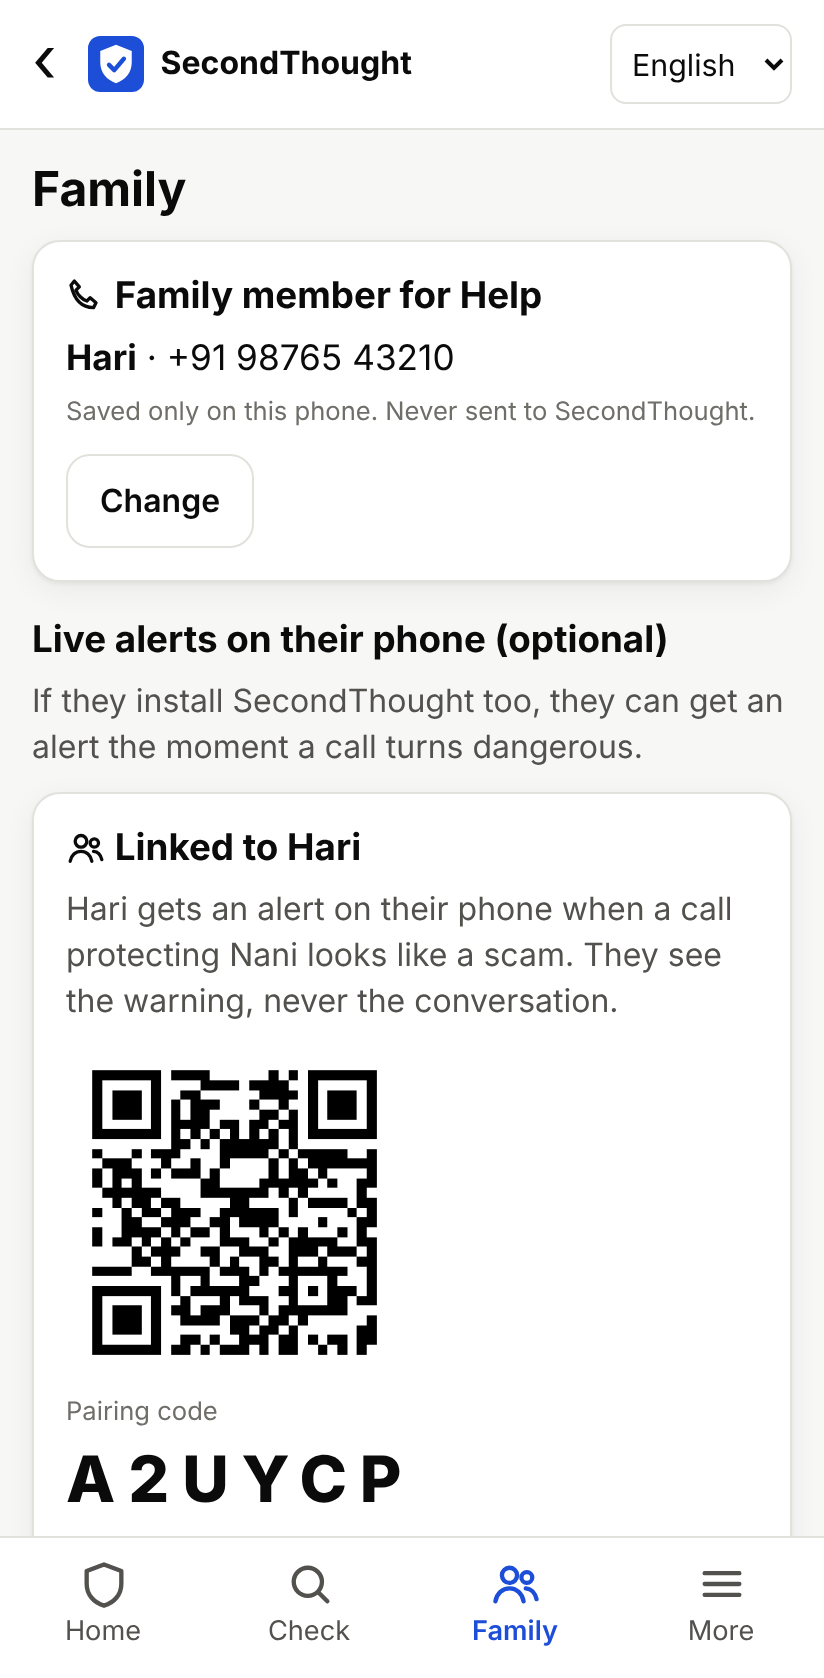 SecondThought
English
Family
Family member for Help
Hari · +91 98765 43210
Saved only on this phone. Never sent to SecondThought.
Change
Live alerts on their phone (optional)
If they install SecondThought too, they can get an
alert the moment a call turns dangerous.
Linked to Hari
Hari gets an alert on their phone when a call
protecting Nani looks like a scam. They see
the warning, never the conversation.
Pairing code
A2UYCP
Home
Check
Family
More